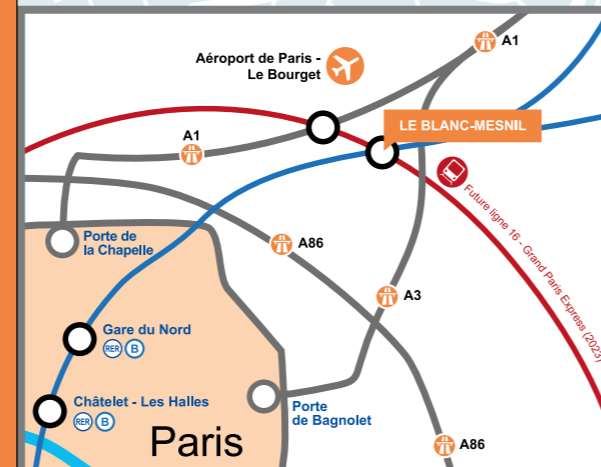 A1
Aéroport de Paris -
Le Bourget
LE BLANC-MESNIL
A1
Future ligne 16 - Grand Paris Express (2023)
Porte de
la Chapelle
A86
A3
Gare du Nord
RER B
Châtelet - Les Halles
RER B
Porte
de Bagnolet
Paris
A86